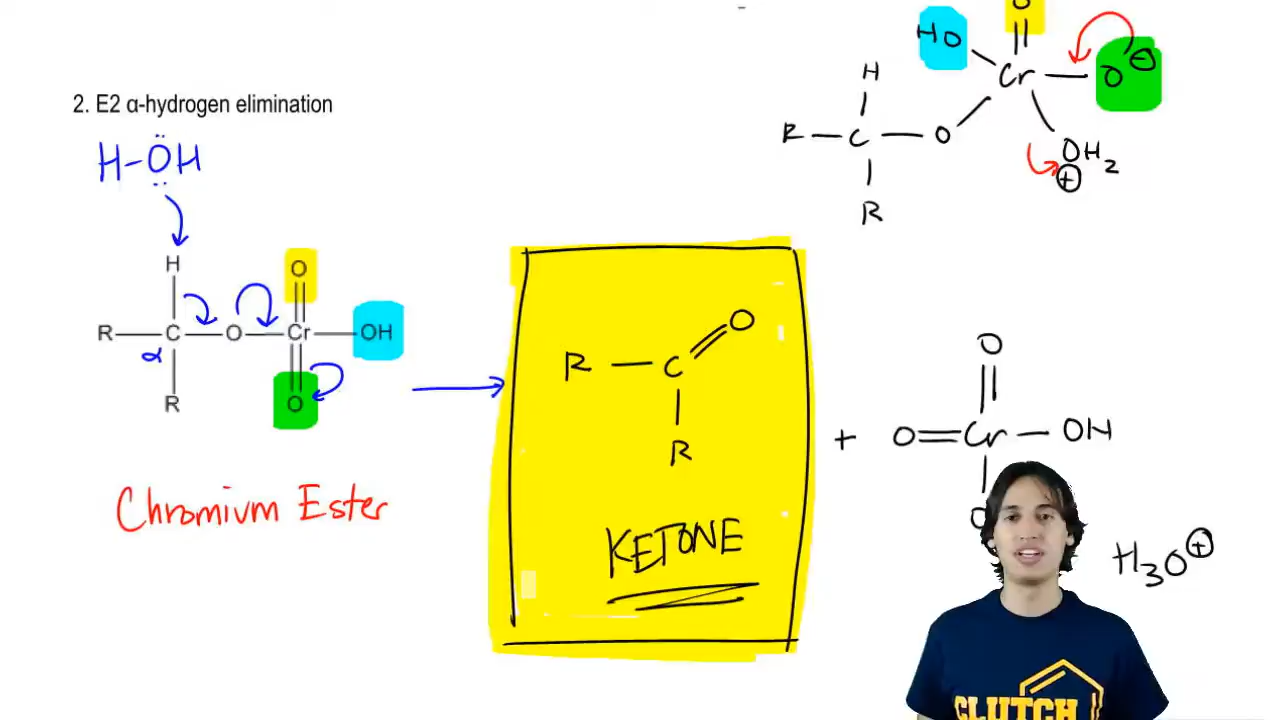 O
HO
Cr
O⊖
H
R—C—O
OH₂
⊕
R
2. E2 α-hydrogen elimination
H-ÖH
H
O
R
C
O
Cr
OH
α
R
O
R—C=O
R
KETONE
+
O
O=Cr—OH
H₃O⊕
Chromium Ester
CLUTCH